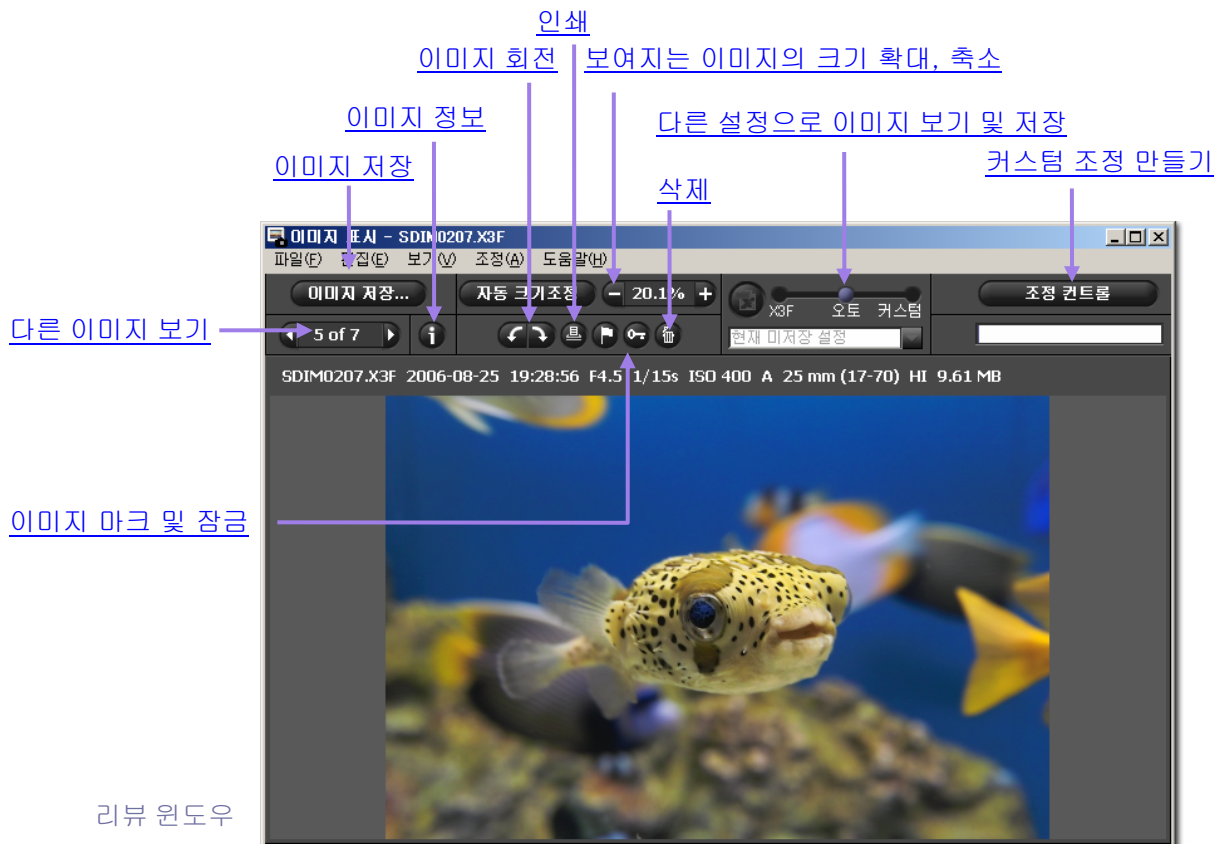 인쇄
이미지 회전
보여지는 이미지의 크기 확대, 축소
이미지 정보
다른 설정으로 이미지 보기 및 저장
이미지 저장
커스텀 조정 만들기
삭제
이미지 표시 - SDIM0207.X3F
파일(F) 편집(E) 보기(V) 조정(A) 도움말(H)
이미지 저장... 자동 크기조정 20.1% X3F 오토 커스텀 조정 컨트롤
다른 이미지 보기
5 of 7 현재 미저장 설정
SDIM0207.X3F 2006-08-25 19:28:56 F4.5 1/15s ISO 400 A 25 mm (17-70) HI 9.61 MB
이미지 마크 및 잠금
리뷰 윈도우